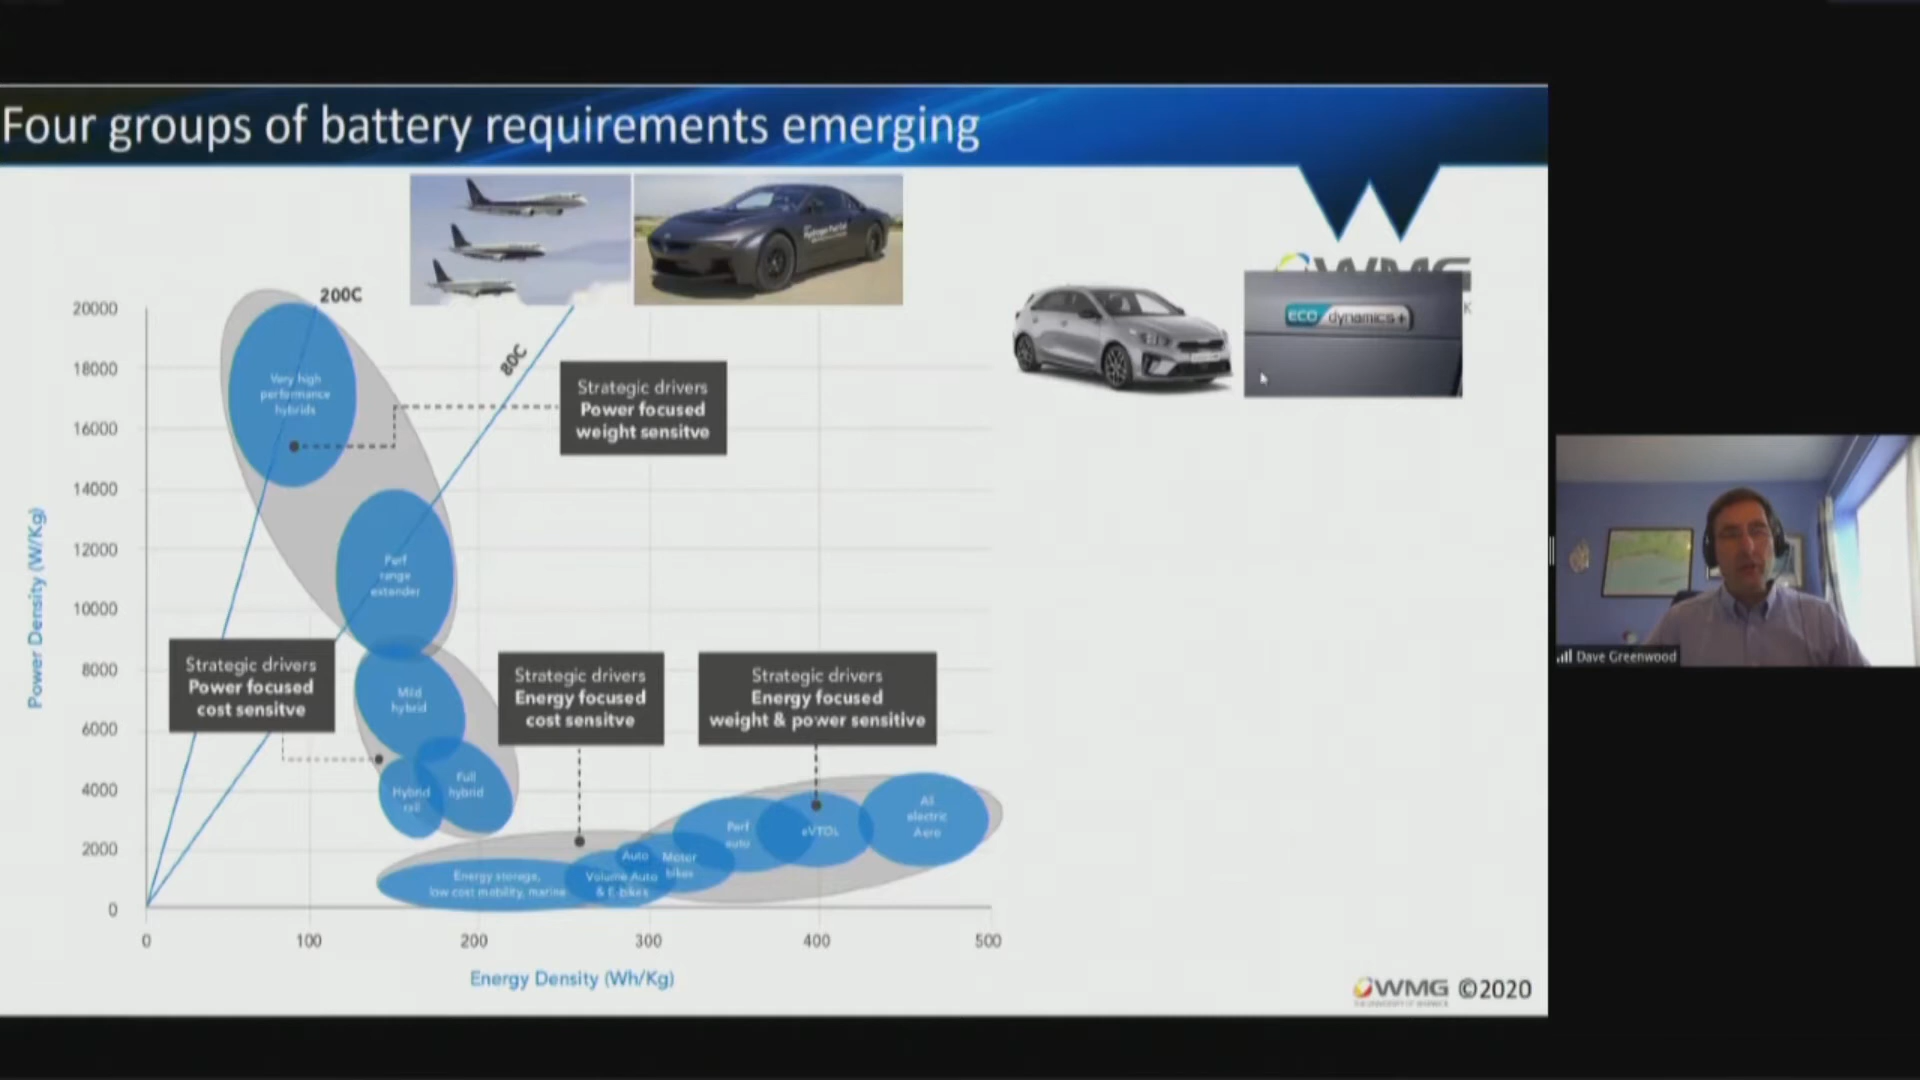 Four groups of battery requirements emerging
WMG
K
ECO dynamics+
Hydrogen Fuel Cell
200C
80C
20000
18000
16000
14000
12000
10000
8000
6000
4000
2000
0
Power Density (W/Kg)
Very high
performance
hybrids
Strategic drivers
Power focused
weight sensitve
Perf
range
extender
Strategic drivers
Power focused
cost sensitve
Mild
hybrid
Hybrid
rail
Full
hybrid
Strategic drivers
Energy focused
cost sensitve
Strategic drivers
Energy focused
weight & power sensitive
Energy storage,
low cost mobility, marine
Auto
Volume Auto
& E-bikes
Motor
bikes
Perf
auto
eVTOL
All
electric
Aero
0
100
200
300
400
500
Energy Density (Wh/Kg)
WMG ©2020
THE UNIVERSITY OF WARWICK
Dave Greenwood